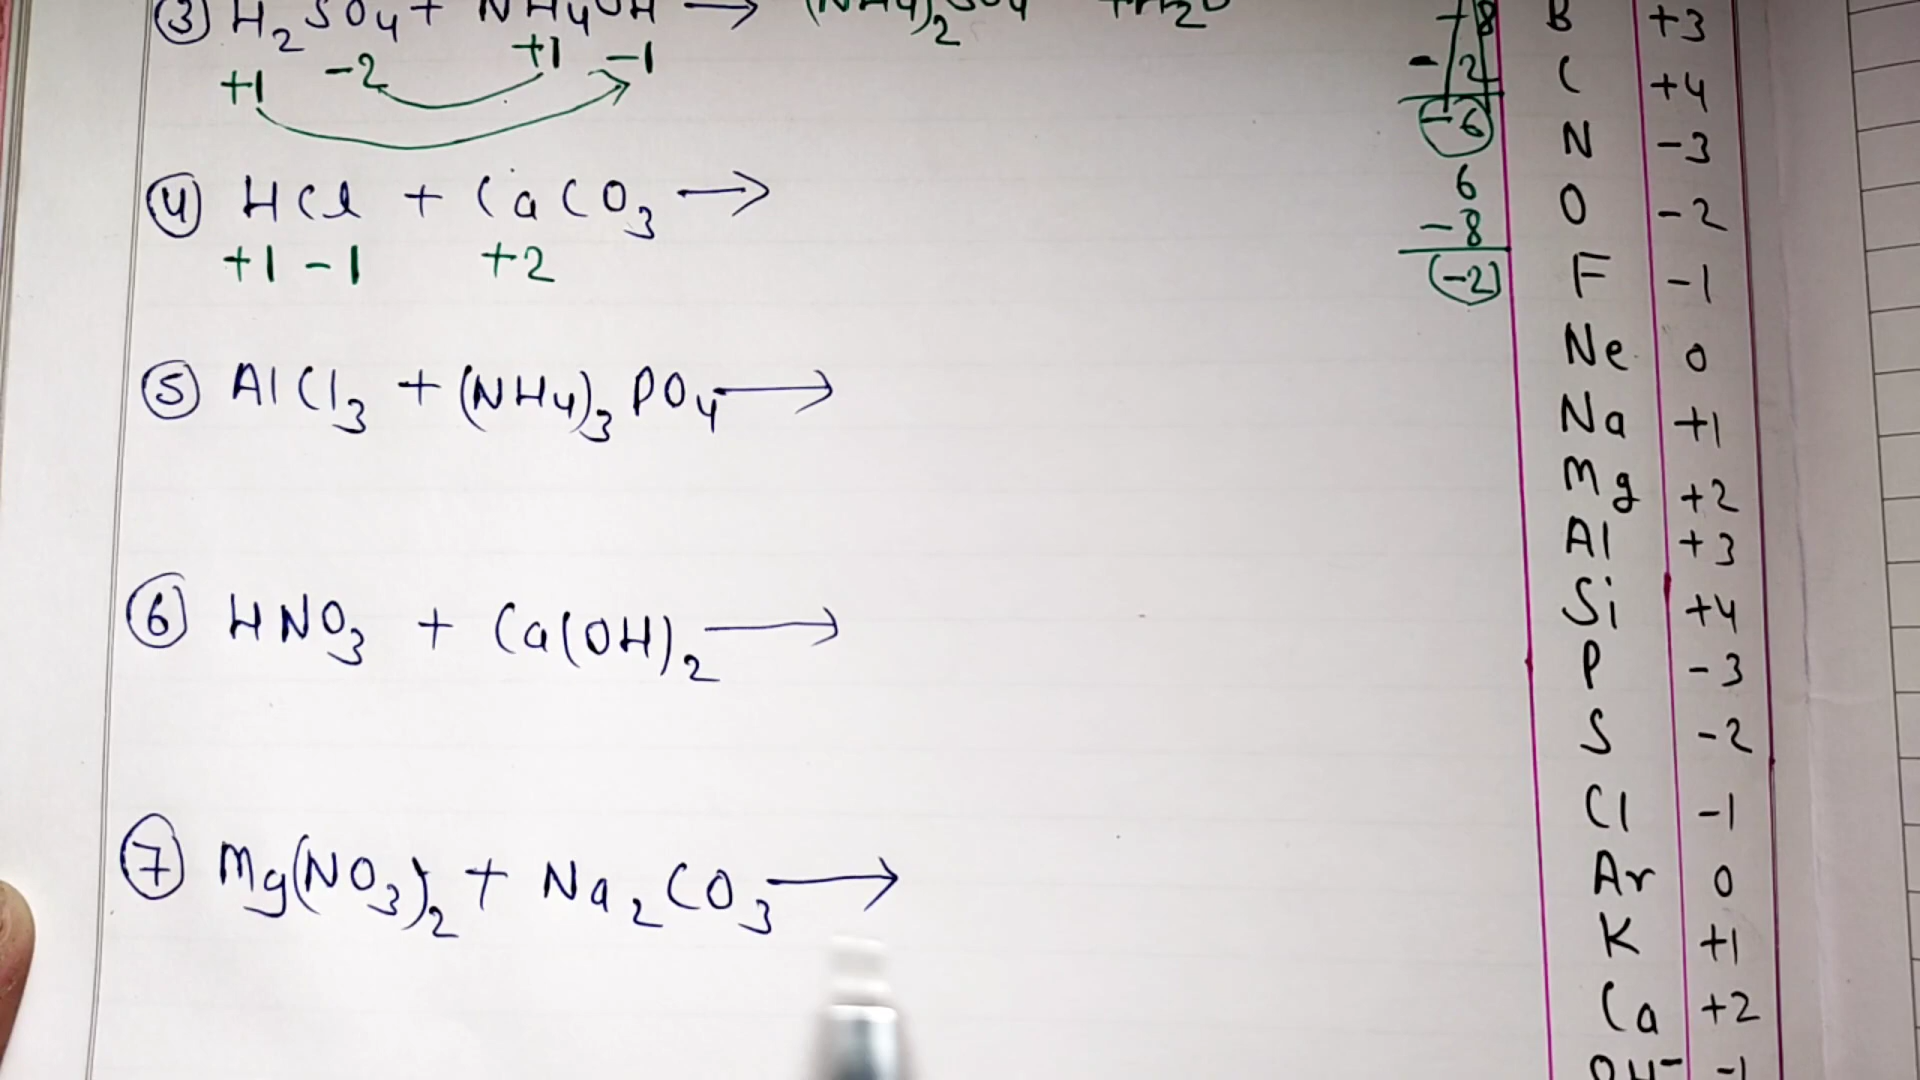 ③ H₂SO₄ + NH₄OH → (NH₄)₂SO₄ + H₂O
+1 -2 +1 -1
④ HCl + CaCO₃ →
+1 -1 +2
⑤ AlCl₃ + (NH₄)₃PO₄ →
⑥ HNO₃ + Ca(OH)₂ →
⑦ Mg(NO₃)₂ + Na₂CO₃ →
+8
-2
-6
6
-8
(-2)
B +3
C +4
N -3
O -2
F -1
Ne 0
Na +1
Mg +2
Al +3
Si +4
P -3
S -2
Cl -1
Ar 0
K +1
Ca +2
OH⁻ -1